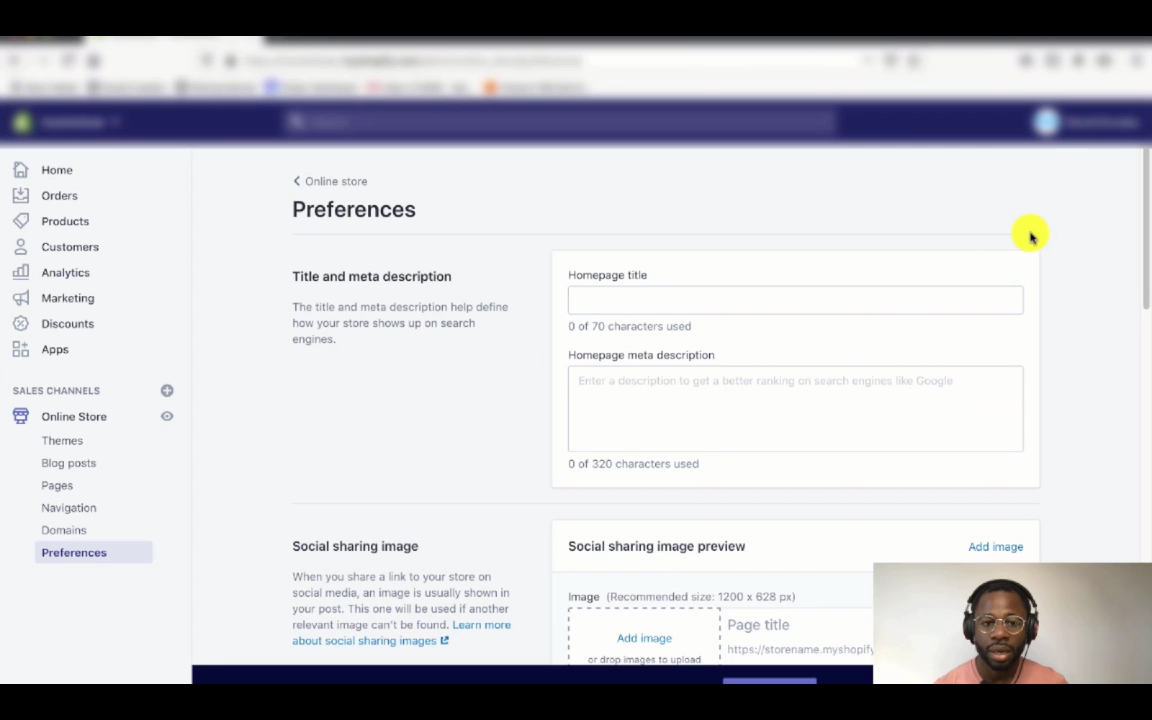 Home
Orders
Products
Customers
Analytics
Marketing
Discounts
Apps
SALES CHANNELS
Online Store
Themes
Blog posts
Pages
Navigation
Domains
Preferences
Online store
Preferences
Title and meta description
The title and meta description help define
how your store shows up on search
engines.
Homepage title
0 of 70 characters used
Homepage meta description
Enter a description to get a better ranking on search engines like Google
0 of 320 characters used
Social sharing image
When you share a link to your store on
social media, an image is usually shown in
your post. This one will be used if another
relevant image can't be found. Learn more
about social sharing images
Social sharing image preview
Add image
Image (Recommended size: 1200 x 628 px)
Add image
or drop images to upload
Page title
https://storename.myshopify